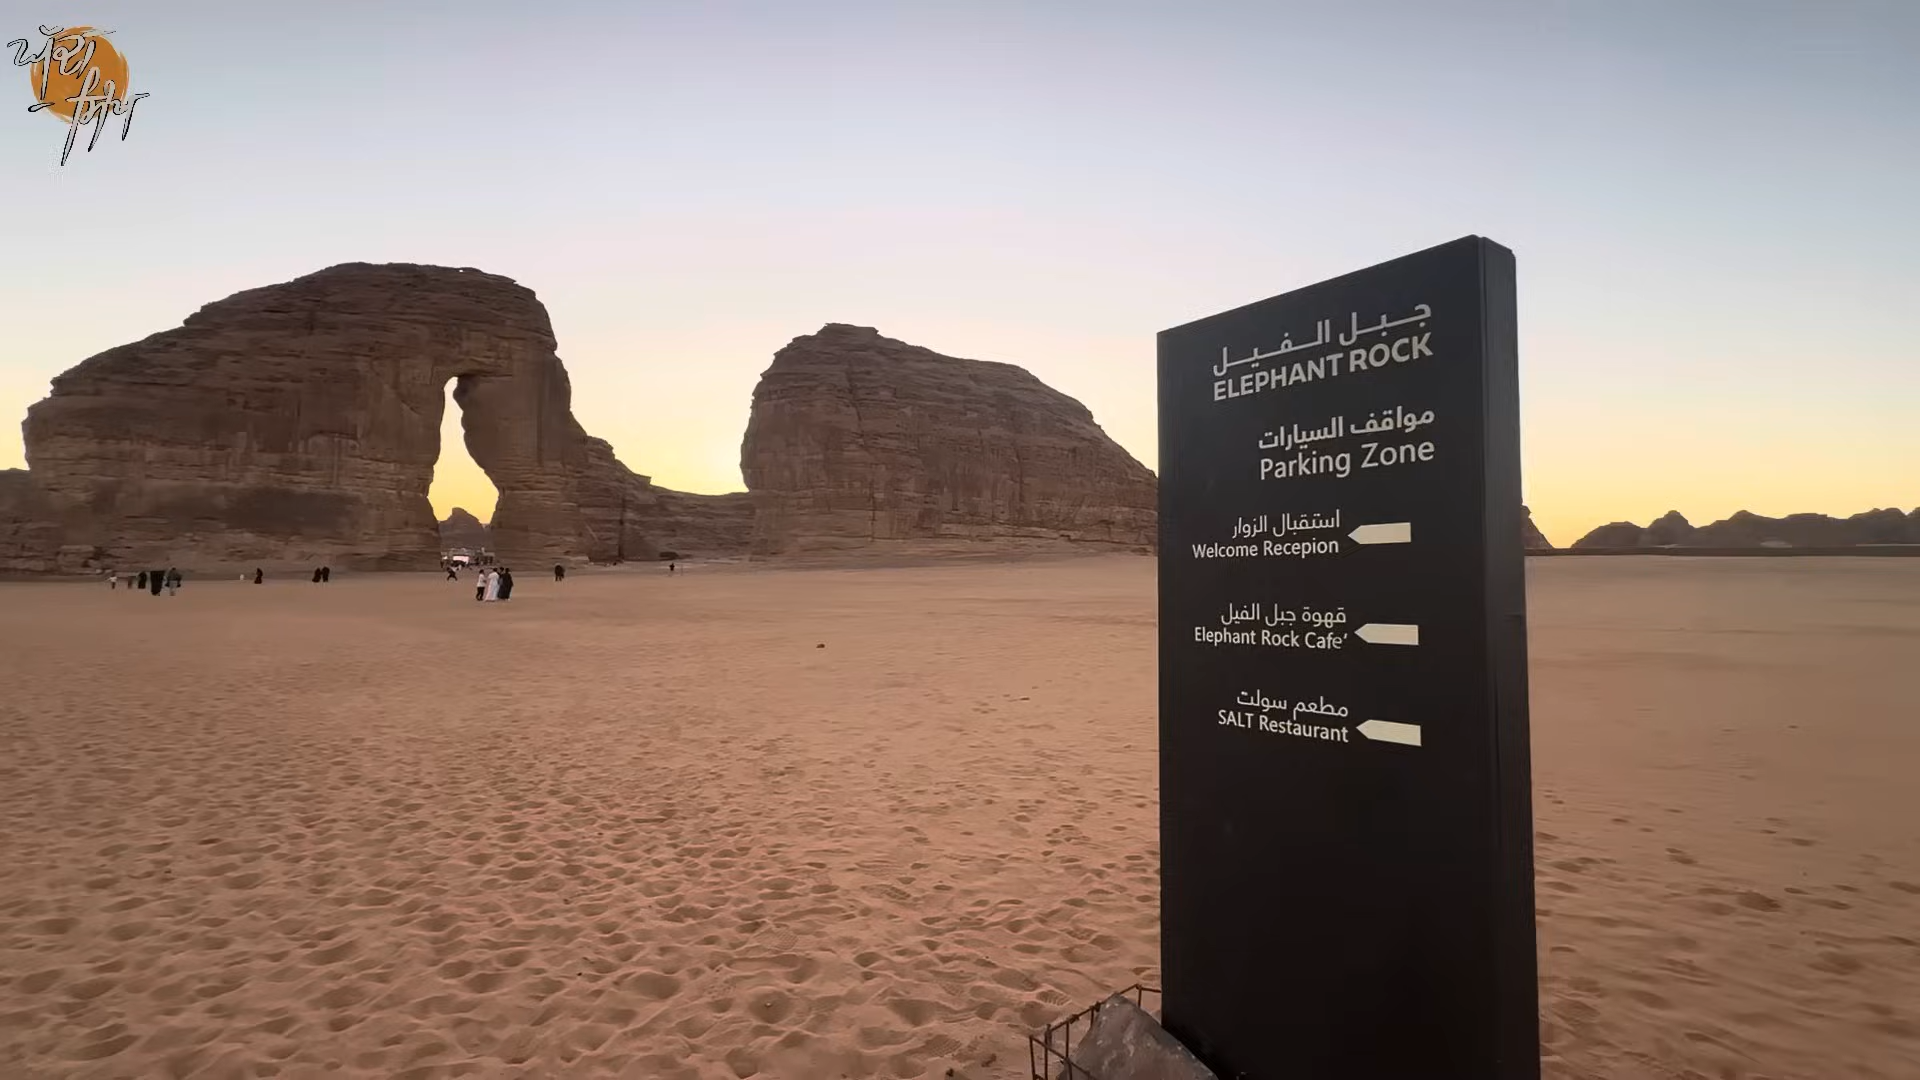 جبل الفيل
ELEPHANT ROCK
مواقف السيارات
Parking Zone
استقبال الزوار
Welcome Recepion
قهوة جبل الفيل
Elephant Rock Cafe'
مطعم سولت
SALT Restaurant